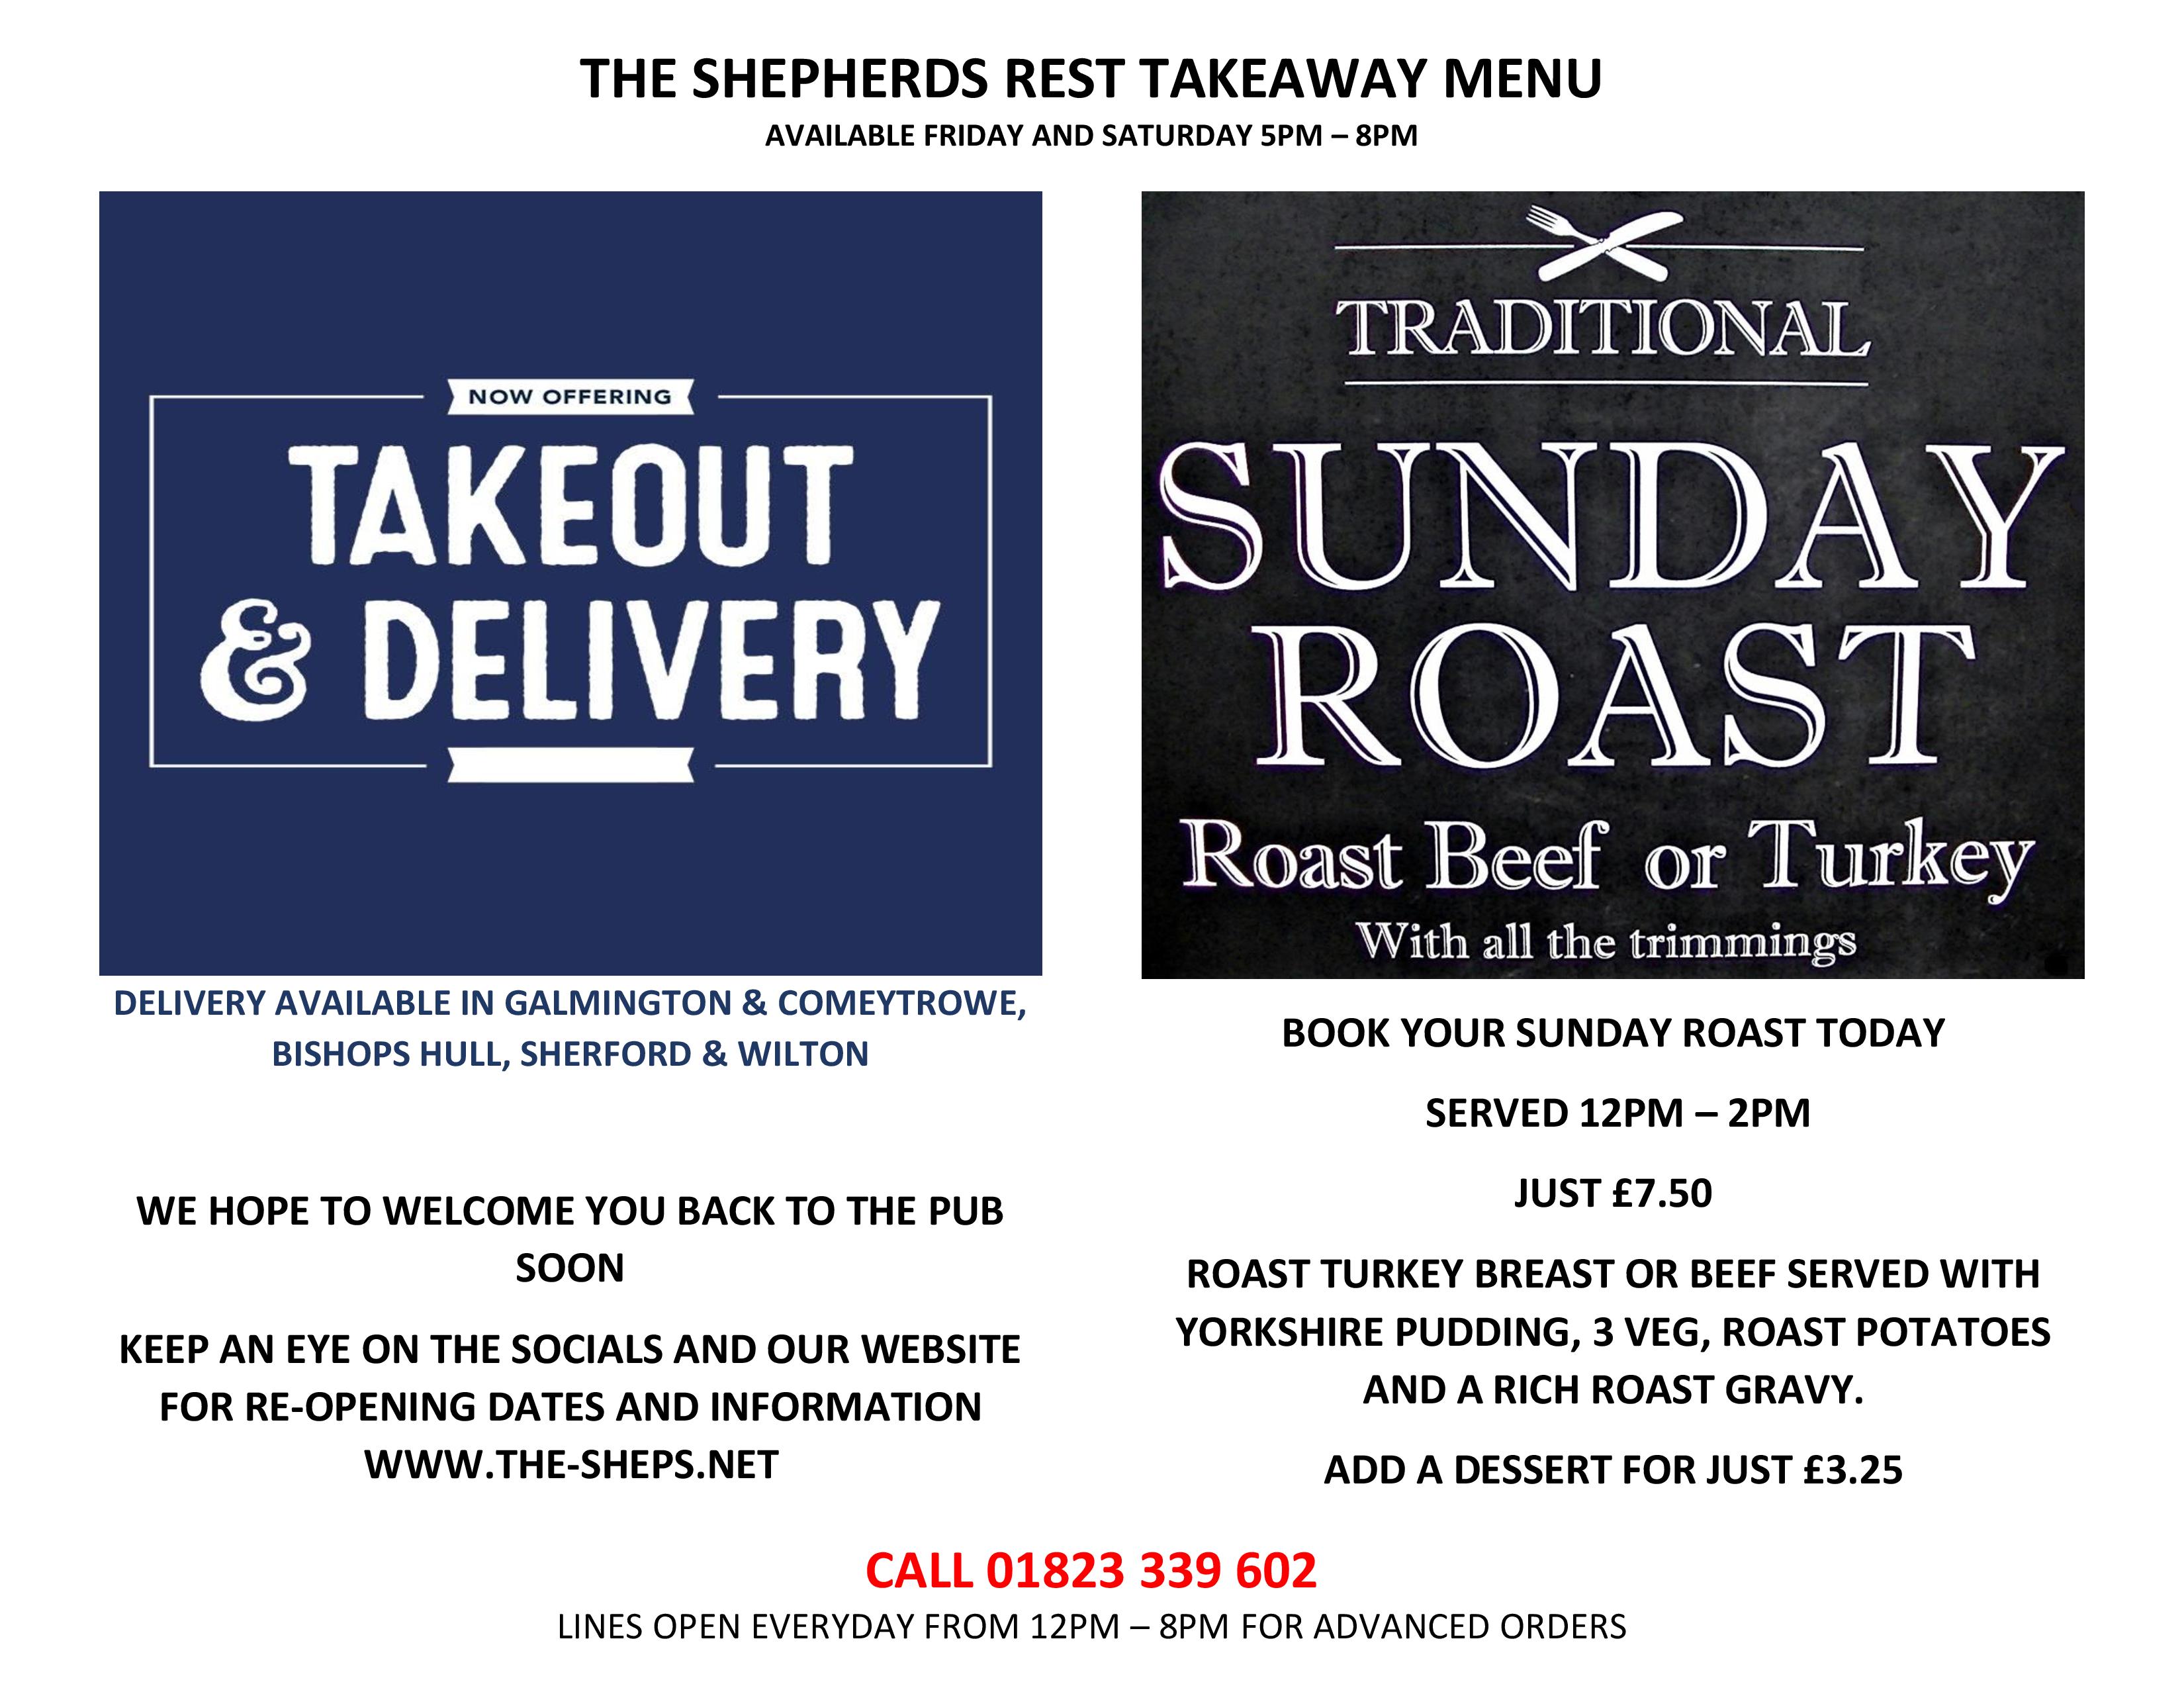 THE SHEPHERDS REST TAKEAWAY MENU
AVAILABLE FRIDAY AND SATURDAY 5PM – 8PM
NOW OFFERING
TAKEOUT
& DELIVERY
DELIVERY AVAILABLE IN GALMINGTON & COMEYTROWE,
BISHOPS HULL, SHERFORD & WILTON
WE HOPE TO WELCOME YOU BACK TO THE PUB
SOON
KEEP AN EYE ON THE SOCIALS AND OUR WEBSITE
FOR RE-OPENING DATES AND INFORMATION
WWW.THE-SHEPS.NET
TRADITIONAL
SUNDAY
ROAST
Roast Beef or Turkey
With all the trimmings
BOOK YOUR SUNDAY ROAST TODAY
SERVED 12PM – 2PM
JUST £7.50
ROAST TURKEY BREAST OR BEEF SERVED WITH
YORKSHIRE PUDDING, 3 VEG, ROAST POTATOES
AND A RICH ROAST GRAVY.
ADD A DESSERT FOR JUST £3.25
CALL 01823 339 602
LINES OPEN EVERYDAY FROM 12PM – 8PM FOR ADVANCED ORDERS